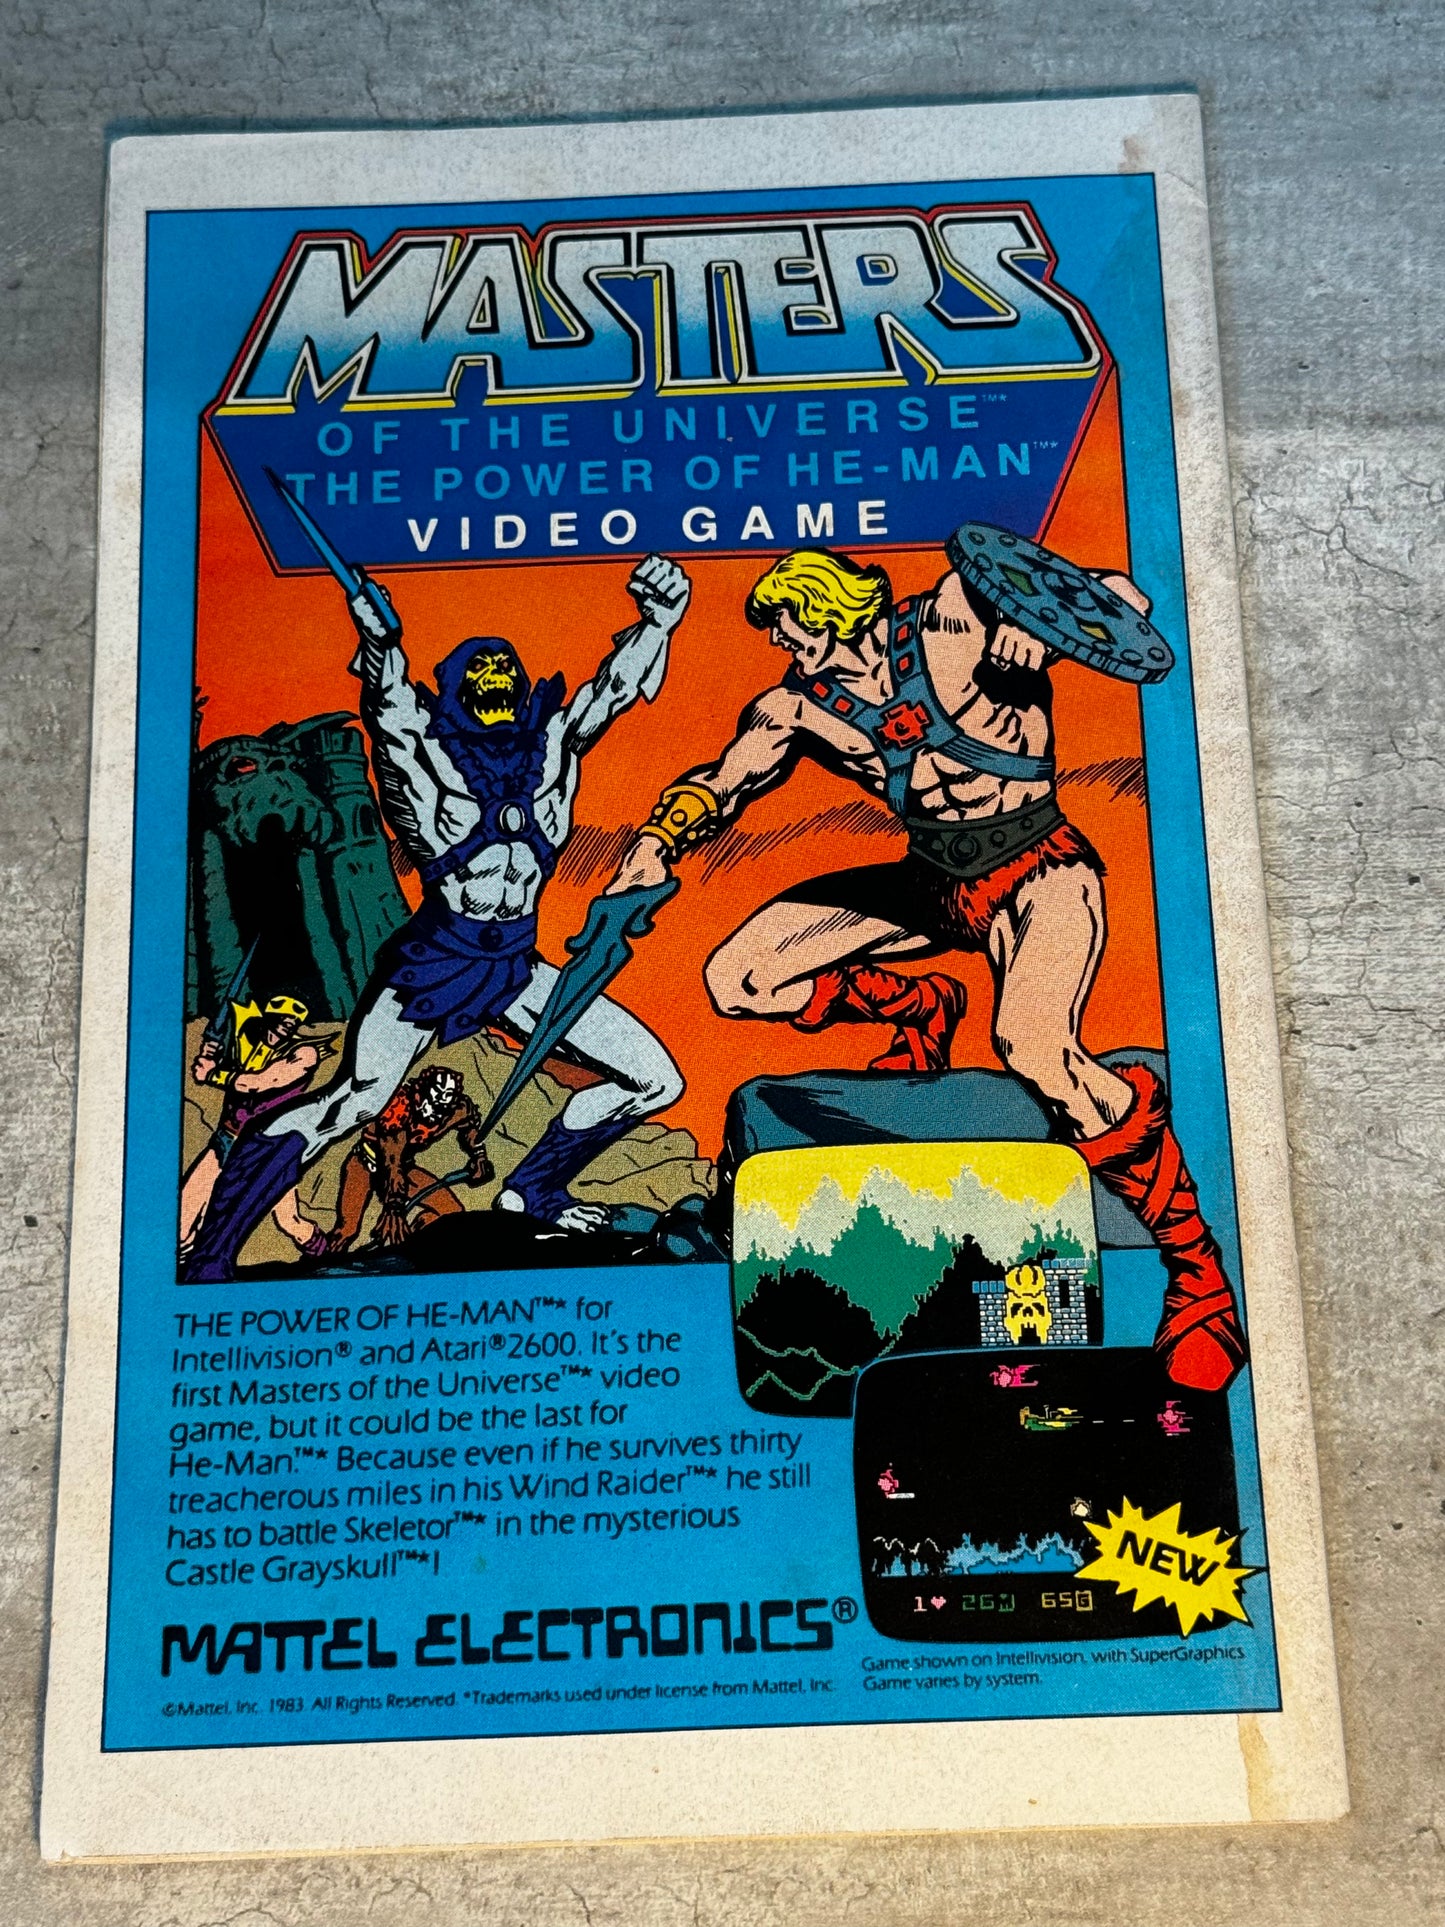 MASTERS
OF THE UNIVERSE™*
THE POWER OF HE-MAN™*
VIDEO GAME
THE POWER OF HE-MAN™* for
Intellivision® and Atari® 2600. It's the
first Masters of the Universe™* video
game, but it could be the last for
He-Man.™* Because even if he survives thirty
treacherous miles in his Wind Raider™* he still
has to battle Skeletor™* in the mysterious
Castle Grayskull™*!
NEW
1♥ 26M 65G
MATTEL ELECTRONICS®
©Mattel, Inc. 1983. All Rights Reserved. *Trademarks used under license from Mattel, Inc.
Game shown on Intellivision, with SuperGraphics
Game varies by system.